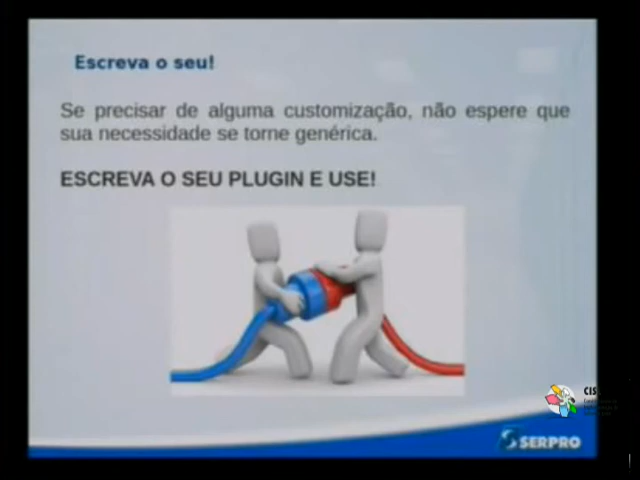 Escreva o seu!
Se precisar de alguma customização, não espere que
sua necessidade se torne genérica.
ESCREVA O SEU PLUGIN E USE!
CIS
SERPRO